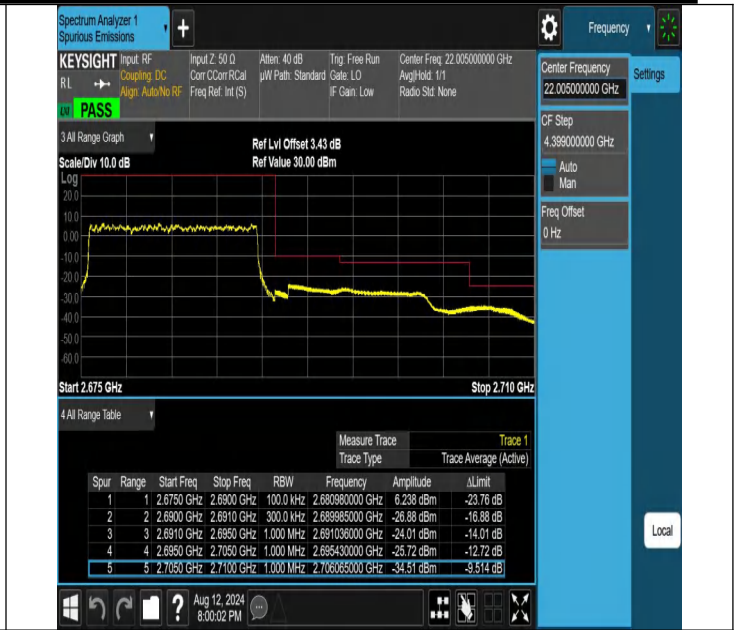 Spectrum Analyzer 1
Spurious Emissions
+
Frequency
KEYSIGHT
RL
LNI PASS
Input: RF
Coupling: DC
Align: Auto/No RF
Input Z: 50 Ω
Corr CCorr RCal
Freq Ref: Int (S)
Atten: 40 dB
µW Path: Standard
Trig: Free Run
Gate: LO
IF Gain: Low
Center Freq: 22.005000000 GHz
Avg|Hold: 1/1
Radio Std: None
3 All Range Graph
Ref Lvl Offset 3.43 dB
Scale/Div 10.0 dB
Ref Value 30.00 dBm
Log
20.0
10.0
0.00
-10.0
-20.0
-30.0
-40.0
-50.0
-60.0
Start 2.675 GHz
Stop 2.710 GHz
4 All Range Table
Measure Trace Trace 1
Trace Type Trace Average (Active)
Spur Range Start Freq Stop Freq RBW Frequency Amplitude ΔLimit
1 1 2.6750 GHz 2.6900 GHz 100.0 kHz 2.680980000 GHz 6.238 dBm -23.76 dB
2 2 2.6900 GHz 2.6910 GHz 300.0 kHz 2.689985000 GHz -26.88 dBm -16.88 dB
3 3 2.6910 GHz 2.6950 GHz 1.000 MHz 2.691036000 GHz -24.01 dBm -14.01 dB
4 4 2.6950 GHz 2.7050 GHz 1.000 MHz 2.695430000 GHz -25.72 dBm -12.72 dB
5 5 2.7050 GHz 2.7100 GHz 1.000 MHz 2.706065000 GHz -34.51 dBm -9.514 dB
Center Frequency
22.005000000 GHz
Settings
CF Step
4.399000000 GHz
Auto
Man
Freq Offset
0 Hz
Local
?
Aug 12, 2024
8:00:02 PM